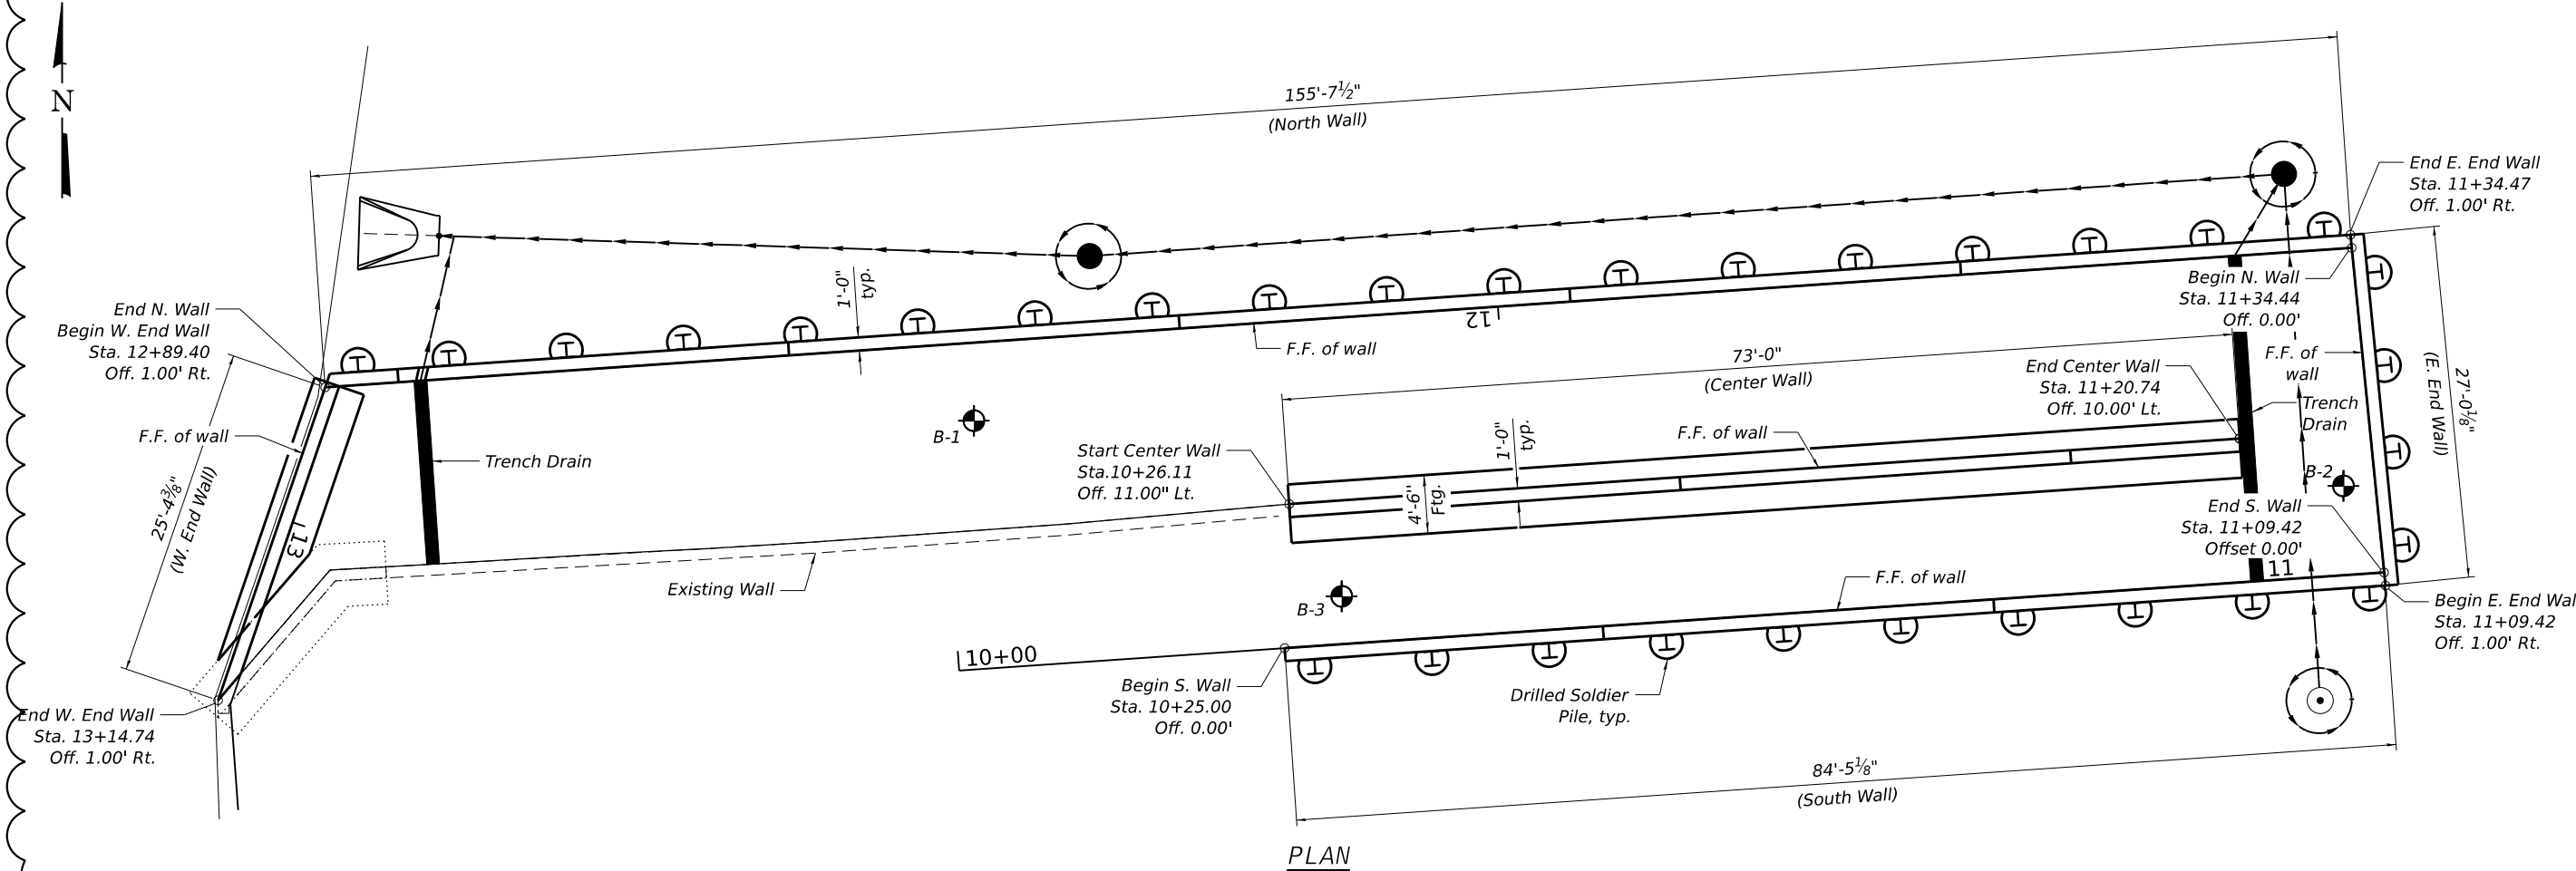 N
155'-7½"
(North Wall)
End E. End Wall
Sta. 11+34.47
Off. 1.00' Rt.
Begin N. Wall
Sta. 11+34.44
Off. 0.00'
1'-0"
typ.
End N. Wall
Begin W. End Wall
Sta. 12+89.40
Off. 1.00' Rt.
12
F.F. of wall
73'-0"
(Center Wall)
F.F. of
wall
27'-0⅛"
(E. End Wall)
End Center Wall
Sta. 11+20.74
Off. 10.00' Lt.
Trench
Drain
F.F. of wall
B-1
Start Center Wall
Sta.10+26.11
Off. 11.00" Lt.
1'-0"
typ.
F.F. of wall
Trench Drain
25'-4⅜"
(W. End Wall)
4'-6"
Ftg.
B-2
End S. Wall
Sta. 11+09.42
Offset 0.00'
13
11
Existing Wall
F.F. of wall
B-3
Begin E. End Wal
Sta. 11+09.42
Off. 1.00' Rt.
10+00
Begin S. Wall
Sta. 10+25.00
Off. 0.00'
Drilled Soldier
Pile, typ.
End W. End Wall
Sta. 13+14.74
Off. 1.00' Rt.
84'-5⅛"
(South Wall)
PLAN